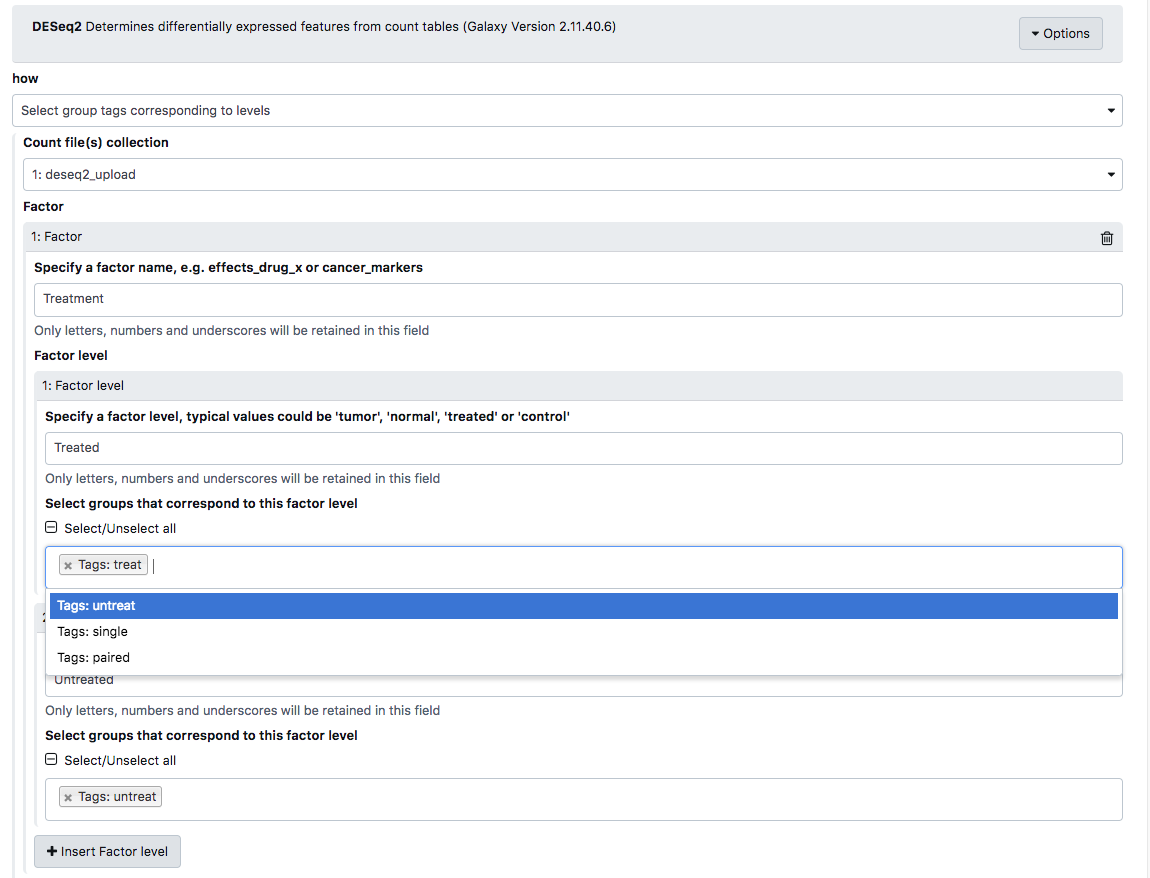 DESeq2 Determines differentially expressed features from count tables (Galaxy Version 2.11.40.6)
Options
how
Select group tags corresponding to levels
Count file(s) collection
1: deseq2_upload
Factor
1: Factor
Specify a factor name, e.g. effects_drug_x or cancer_markers
Treatment
Only letters, numbers and underscores will be retained in this field
Factor level
1: Factor level
Specify a factor level, typical values could be 'tumor', 'normal', 'treated' or 'control'
Treated
Only letters, numbers and underscores will be retained in this field
Select groups that correspond to this factor level
Select/Unselect all
Tags: treat
Tags: untreat
Tags: single
Tags: paired
Untreated
Only letters, numbers and underscores will be retained in this field
Select groups that correspond to this factor level
Select/Unselect all
Tags: untreat
Insert Factor level